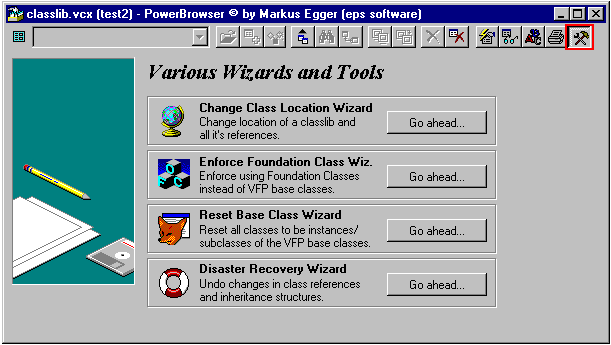 classlib.vcx (test2) - PowerBrowser © by Markus Egger (eps software)
Various Wizards and Tools
Change Class Location Wizard
Change location of a classlib and
all it's references.
Go ahead...
Enforce Foundation Class Wiz.
Enforce using Foundation Classes
instead of VFP base classes.
Go ahead...
Reset Base Class Wizard
Reset all classes to be instances/
subclasses of the VFP base classes.
Go ahead...
Disaster Recovery Wizard
Undo changes in class references
and inheritance structures.
Go ahead...